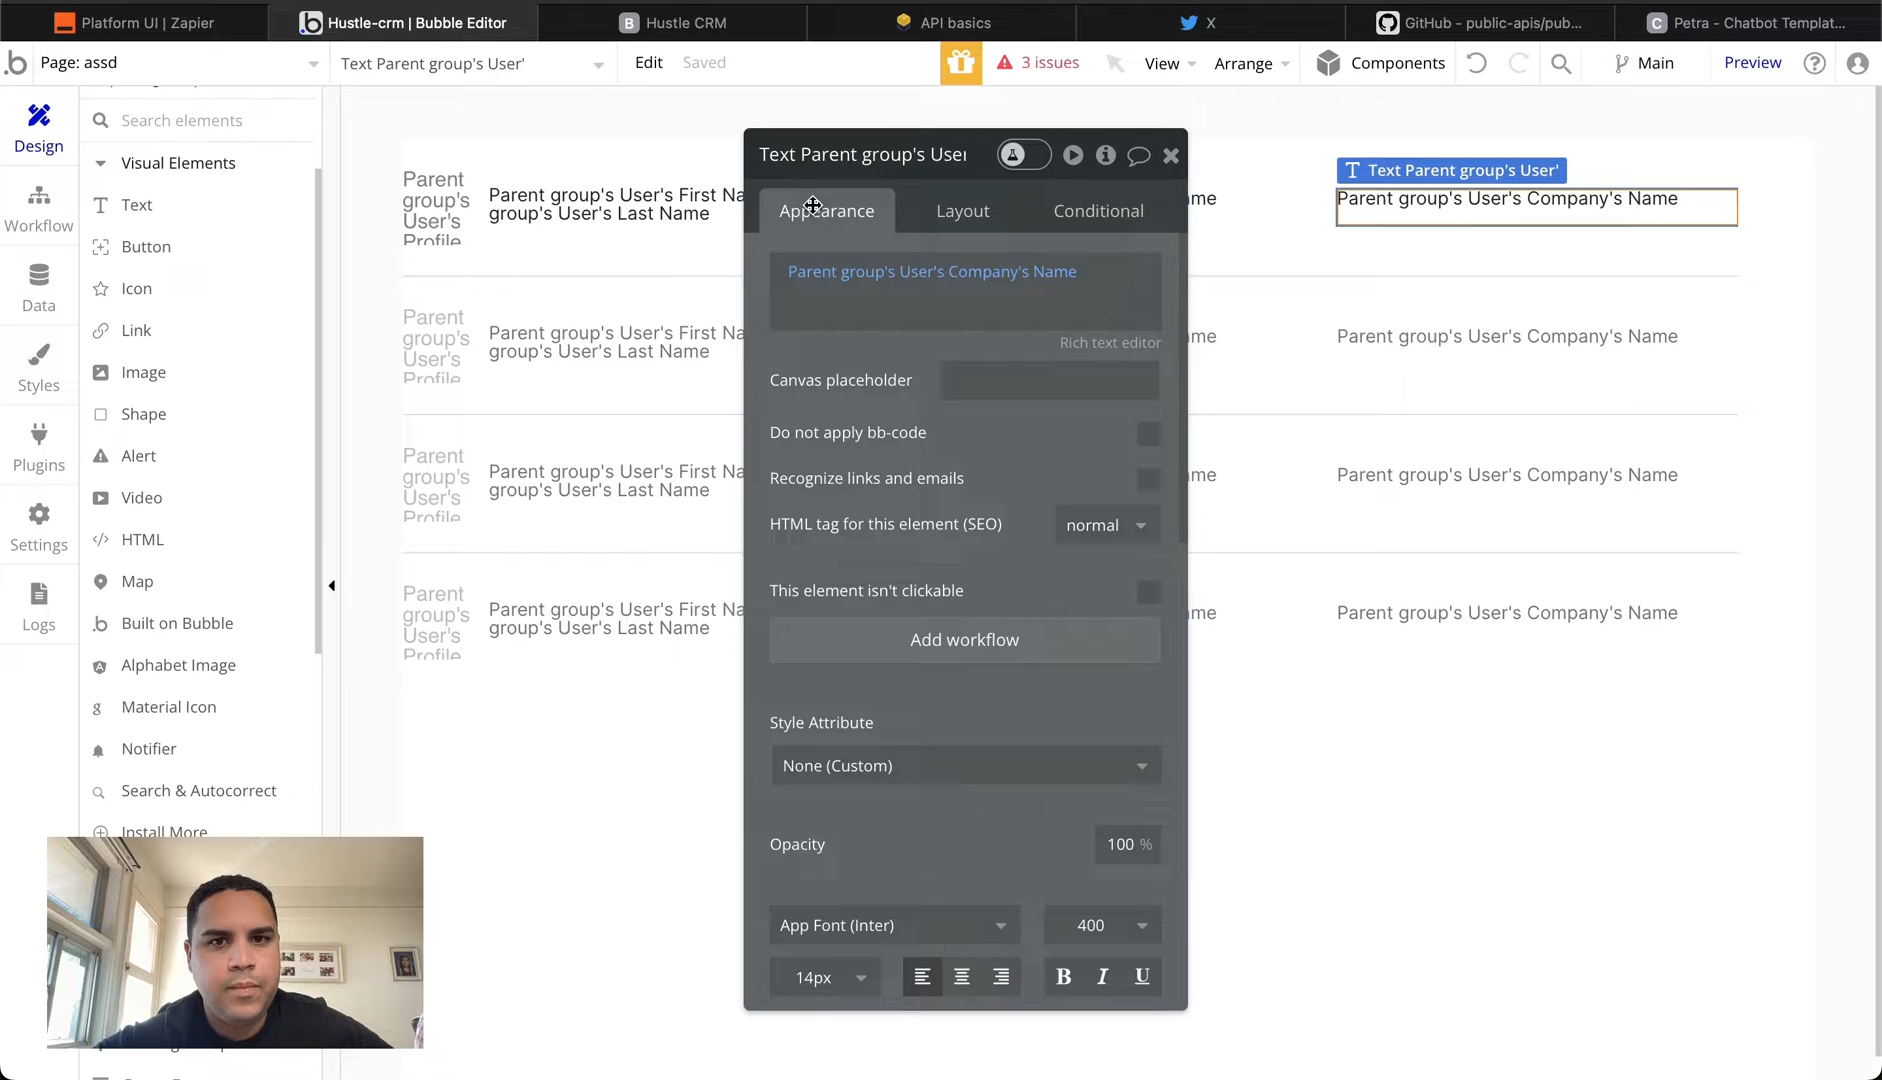 Platform UI | Zapier
Hustle-crm | Bubble Editor
Hustle CRM
API basics
X
GitHub - public-apis/pub...
Petra - Chatbot Templat...
Page: assd
Text Parent group's User'
Edit
Saved
3 issues
View
Arrange
Components
Main
Preview
Design
Workflow
Data
Styles
Plugins
Settings
Logs
Search elements
Visual Elements
Text
Button
Icon
Link
Image
Shape
Alert
Video
HTML
Map
Built on Bubble
Alphabet Image
Material Icon
Notifier
Search & Autocorrect
Install More
Parent
group's
User's
Profile
Parent group's User's First Na
group's User's Last Name
me
Text Parent group's User'
Parent group's User's Company's Name
Parent
group's
User's
Profile
Parent group's User's First Na
group's User's Last Name
me
Parent group's User's Company's Name
Parent
group's
User's
Profile
Parent group's User's First Na
group's User's Last Name
me
Parent group's User's Company's Name
Parent
group's
User's
Profile
Parent group's User's First Na
group's User's Last Name
me
Parent group's User's Company's Name
Text Parent group's User
Appearance
Layout
Conditional
Parent group's User's Company's Name
Rich text editor
Canvas placeholder
Do not apply bb-code
Recognize links and emails
HTML tag for this element (SEO)
normal
This element isn't clickable
Add workflow
Style Attribute
None (Custom)
Opacity
100 %
App Font (Inter)
400
14px
B I U